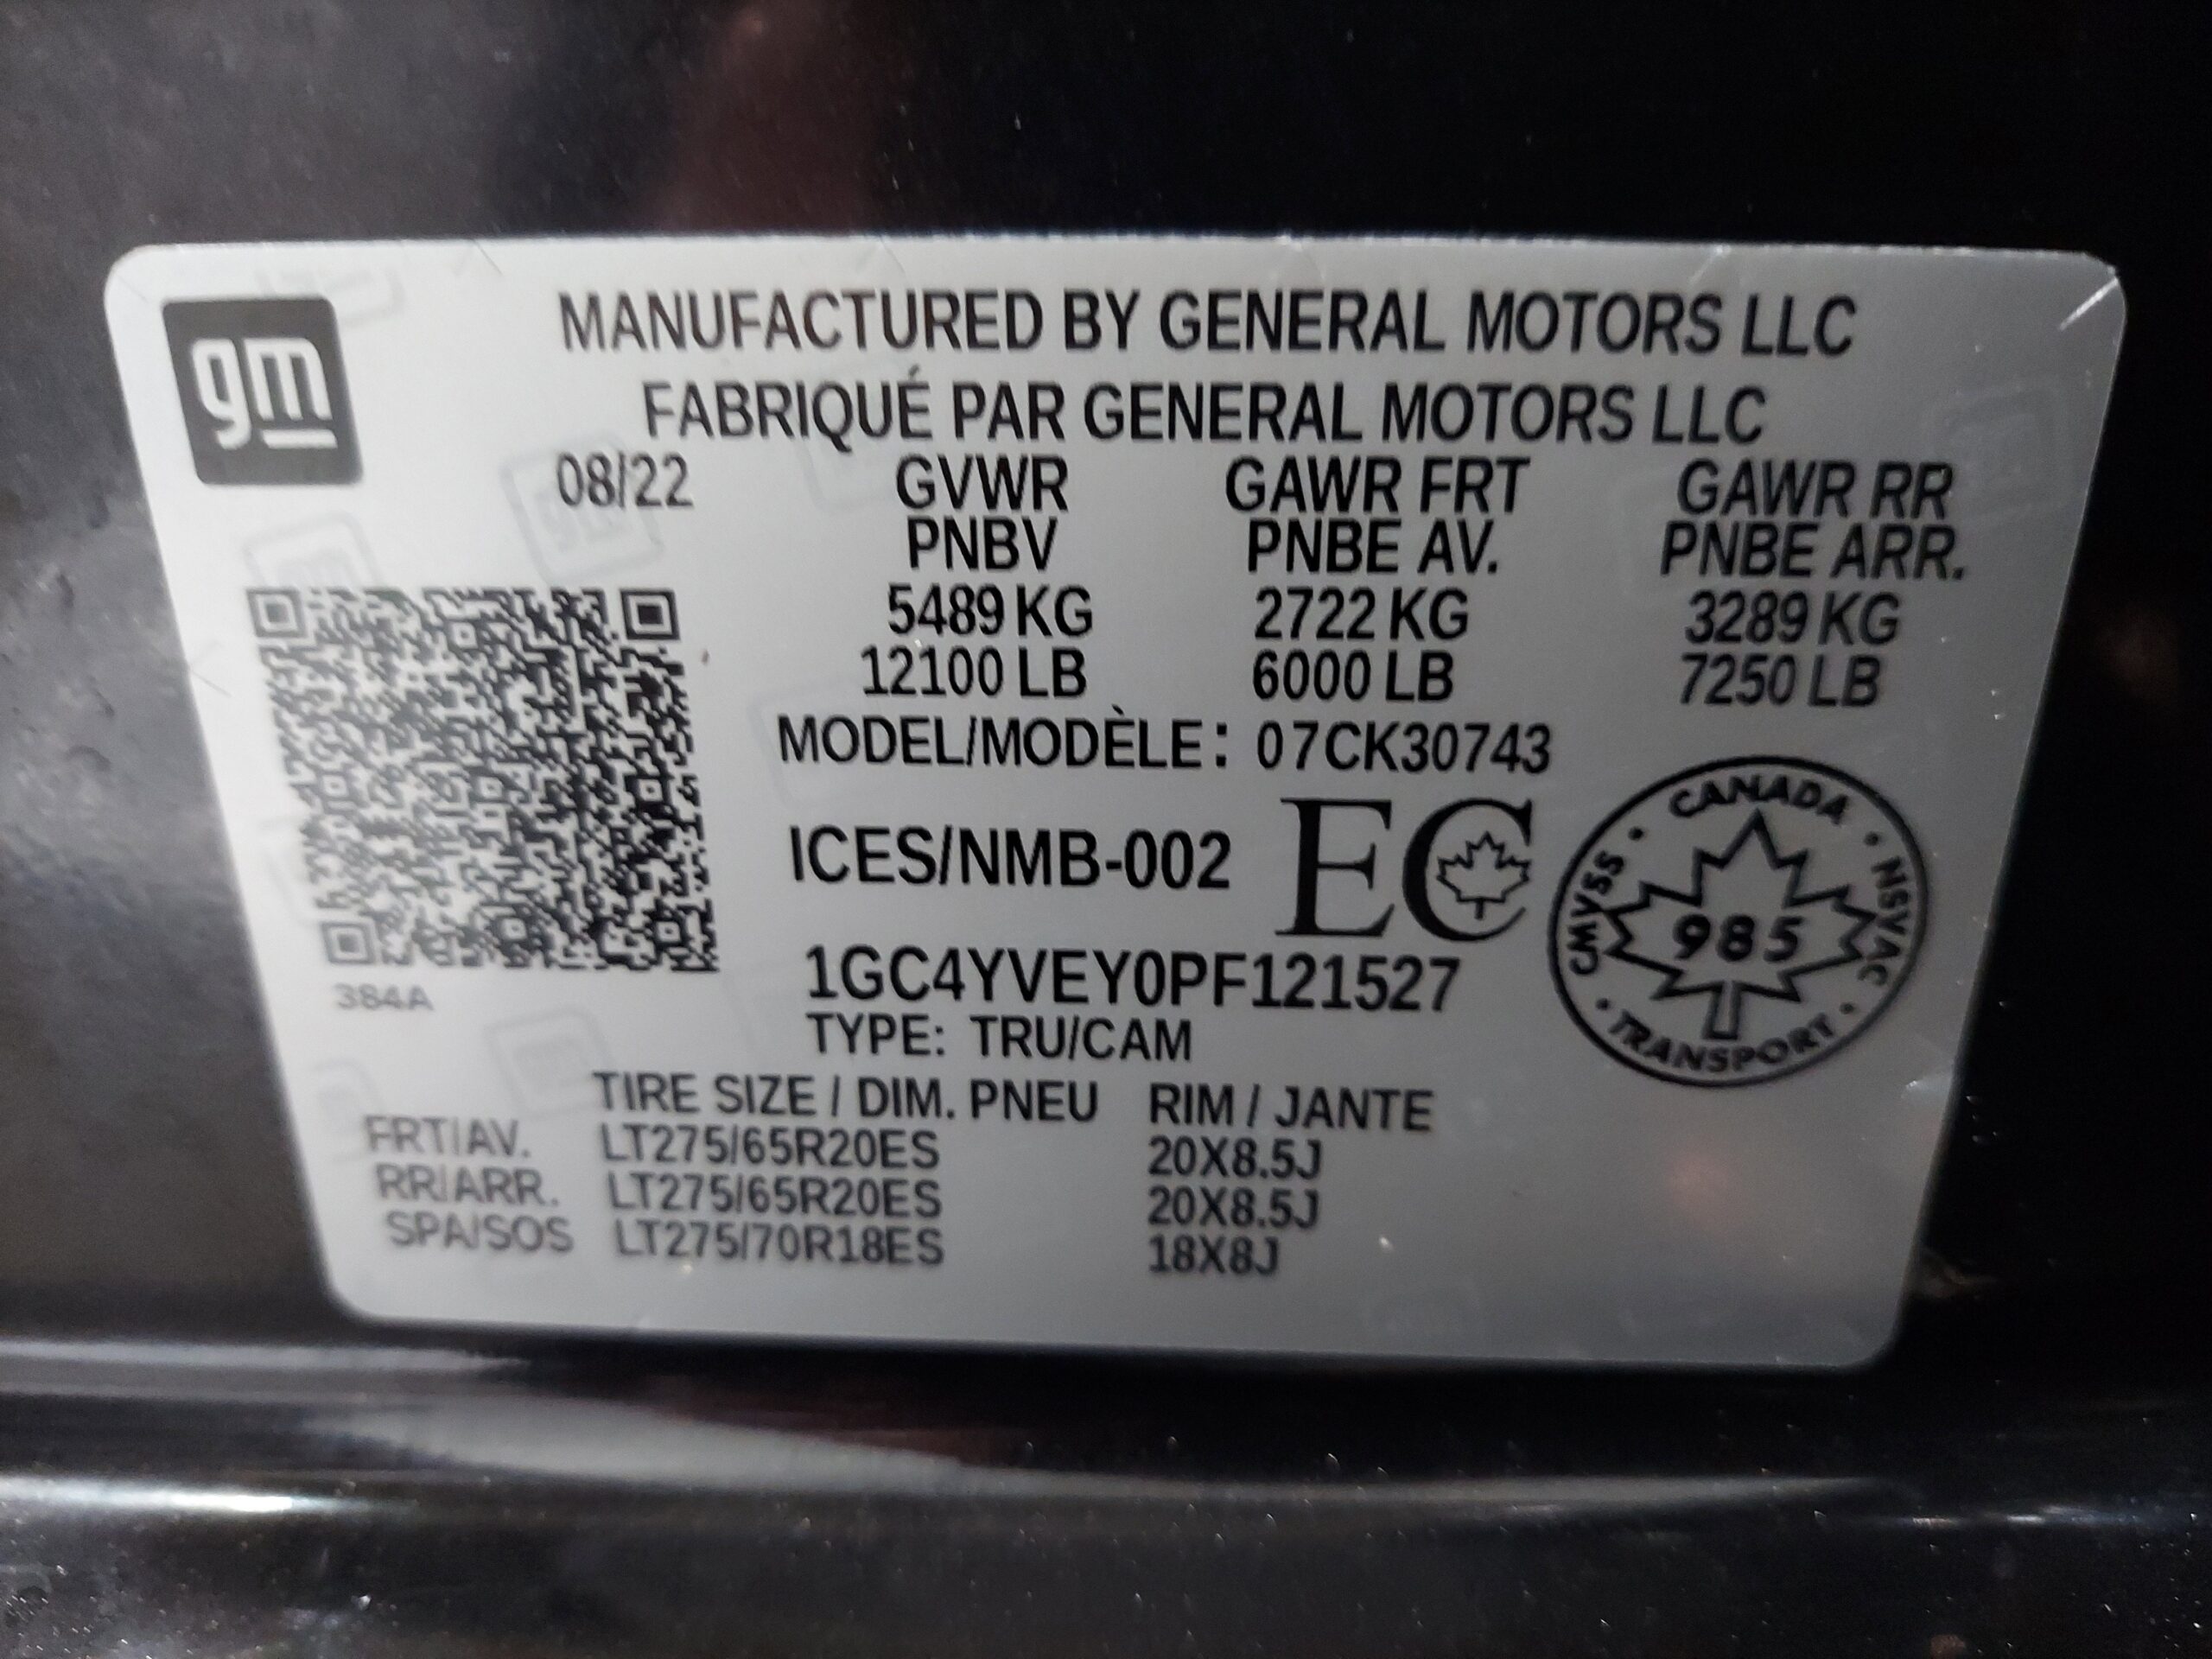 gm
MANUFACTURED BY GENERAL MOTORS LLC
FABRIQUÉ PAR GENERAL MOTORS LLC
08/22 GVWR GAWR FRT GAWR RR
PNBV PNBE AV. PNBE ARR.
5489 KG 2722 KG 3289 KG
12100 LB 6000 LB 7250 LB
MODEL/MODÈLE: 07CK30743
ICES/NMB-002 EC
CANADA
CMVSS 985 NSVAC
TRANSPORT
384A
1GC4YVEY0PF121527
TYPE: TRU/CAM
TIRE SIZE / DIM. PNEU RIM / JANTE
FRT/AV. LT275/65R20ES 20X8.5J
RR/ARR. LT275/65R20ES 20X8.5J
SPA/SOS LT275/70R18ES 18X8J